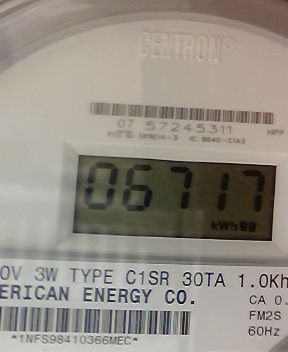 CENTRON®
07 57245311
HPP
06717
kWh
0V 3W TYPE C1SR 30TA 1.0Kh
ERICAN ENERGY CO.
CA 0.
FM2S
60Hz
*1NFS98410366MEC*